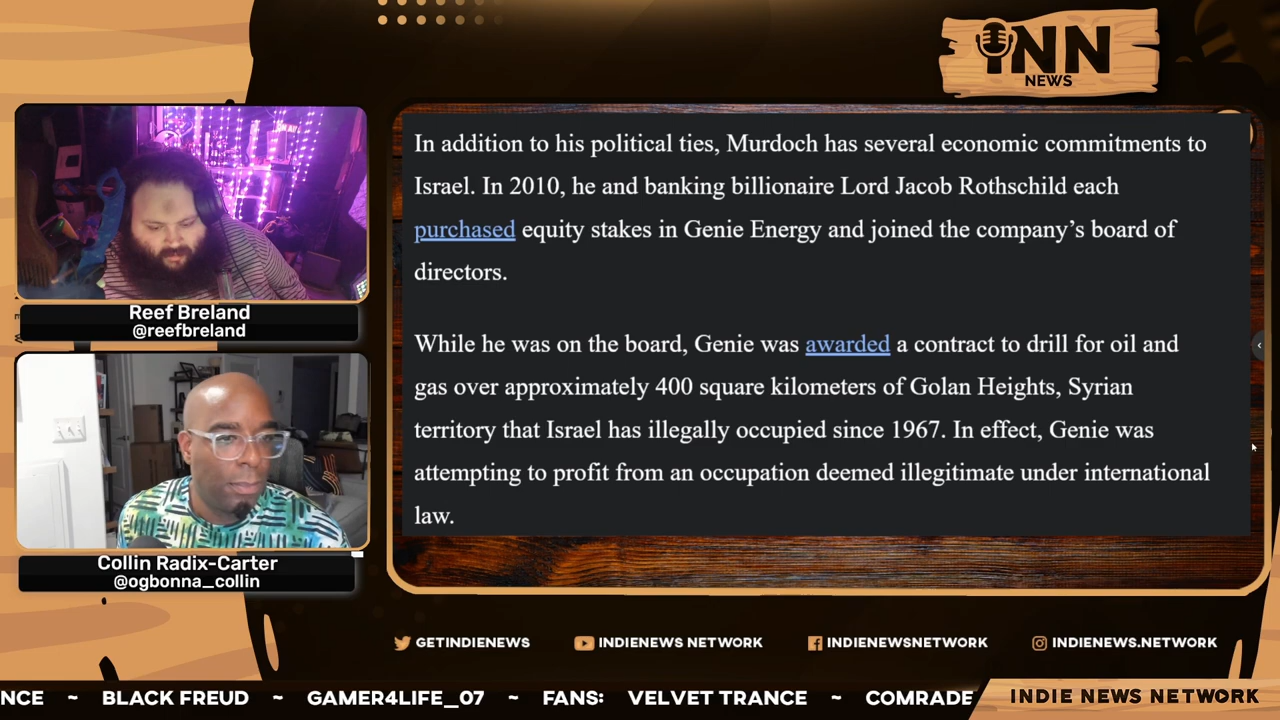 INN
NEWS
In addition to his political ties, Murdoch has several economic commitments to
Israel. In 2010, he and banking billionaire Lord Jacob Rothschild each
purchased equity stakes in Genie Energy and joined the company’s board of
directors.
While he was on the board, Genie was awarded a contract to drill for oil and
gas over approximately 400 square kilometers of Golan Heights, Syrian
territory that Israel has illegally occupied since 1967. In effect, Genie was
attempting to profit from an occupation deemed illegitimate under international
law.
Reef Breland
@reefbreland
Collin Radix-Carter
@ogbonna_collin
GETINDIENEWS
INDIENEWS NETWORK
INDIENEWSNETWORK
INDIENEWS.NETWORK
NCE ~ BLACK FREUD ~ GAMER4LIFE_07 ~ FANS: VELVET TRANCE ~ COMRADE
INDIE NEWS NETWORK